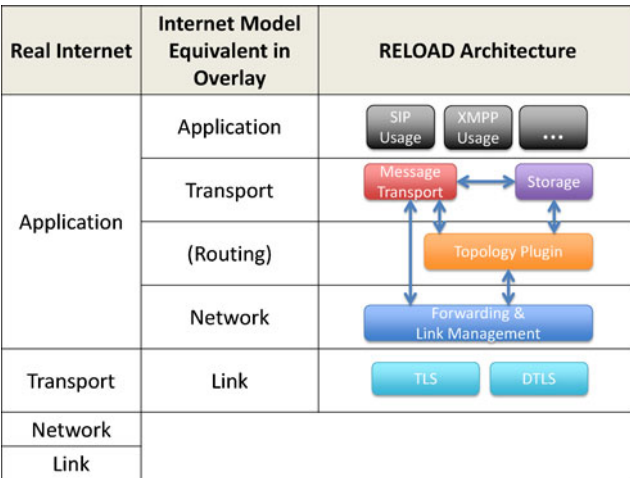 Real Internet
Internet Model
Equivalent in
Overlay
RELOAD Architecture
Application
Application
SIP
Usage
XMPP
Usage
...
Transport
Message
Transport
Storage
(Routing)
Topology Plugin
Network
Forwarding &
Link Management
Transport
Link
TLS
DTLS
Network
Link